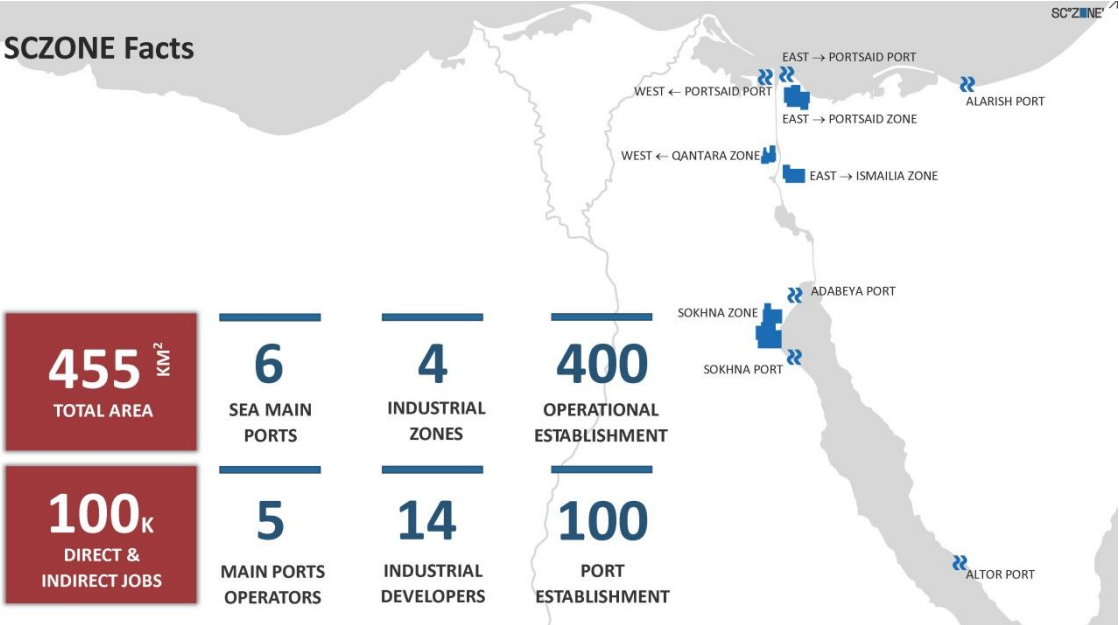 SC°ZONE
SCZONE Facts
EAST → PORTSAID PORT
WEST ← PORTSAID PORT
ALARISH PORT
EAST → PORTSAID ZONE
WEST ← QANTARA ZONE
EAST → ISMAILIA ZONE
ADABEYA PORT
SOKHNA ZONE
SOKHNA PORT
ALTOR PORT
455 KM²
TOTAL AREA
6
SEA MAIN
PORTS
4
INDUSTRIAL
ZONES
400
OPERATIONAL
ESTABLISHMENT
100K
DIRECT &
INDIRECT JOBS
5
MAIN PORTS
OPERATORS
14
INDUSTRIAL
DEVELOPERS
100
PORT
ESTABLISHMENT